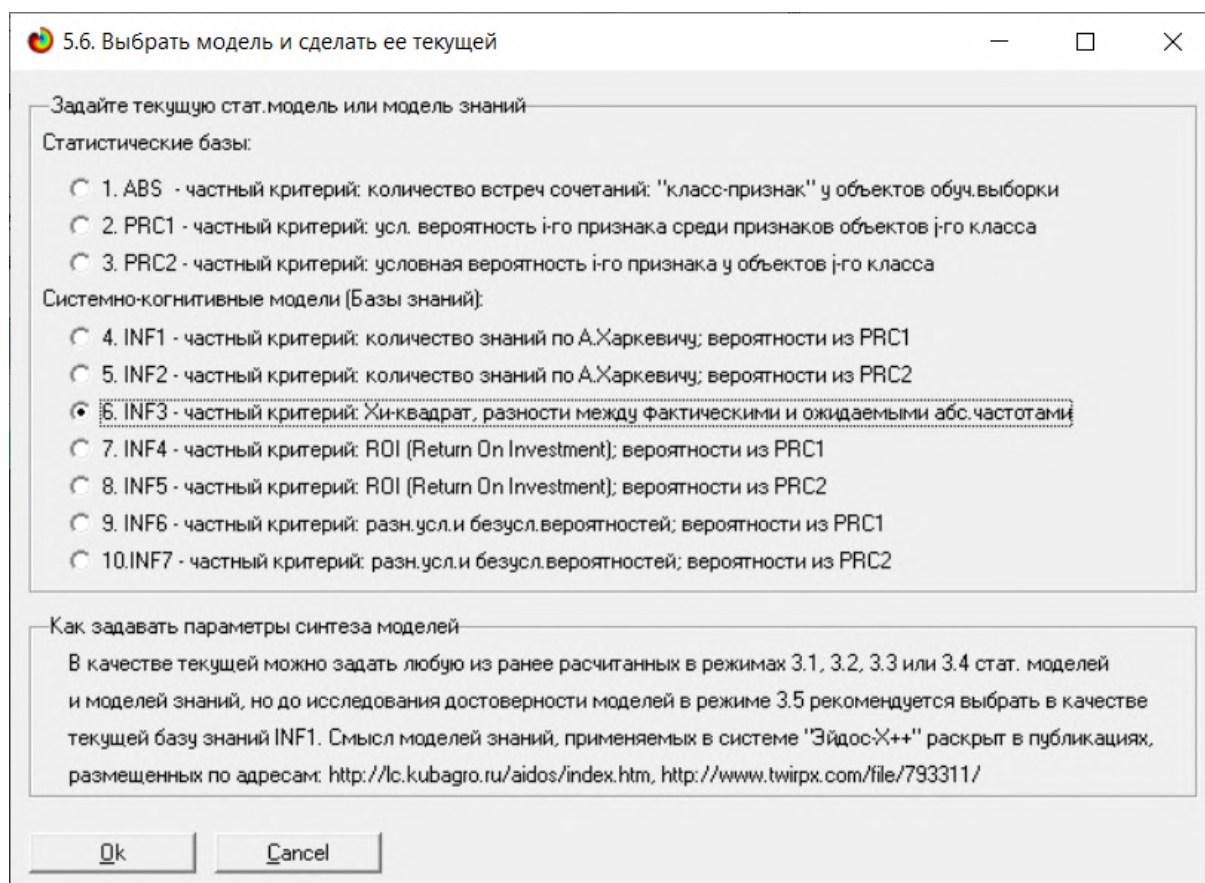 5.6. Выбрать модель и сделать ее текущей
Задайте текущую стат.модель или модель знаний
Статистические базы:
1. ABS - частный критерий: количество встреч сочетаний: "класс-признак" у объектов обуч.выборки
2. PRC1 - частный критерий: усл. вероятность i-го признака среди признаков объектов j-го класса
3. PRC2 - частный критерий: условная вероятность i-го признака у объектов j-го класса
Системно-когнитивные модели (Базы знаний):
4. INF1 - частный критерий: количество знаний по А.Харкевичу; вероятности из PRC1
5. INF2 - частный критерий: количество знаний по А.Харкевичу; вероятности из PRC2
6. INF3 - частный критерий: Хи-квадрат, разности между фактическими и ожидаемыми абс.частотами
7. INF4 - частный критерий: ROI (Return On Investment); вероятности из PRC1
8. INF5 - частный критерий: ROI (Return On Investment); вероятности из PRC2
9. INF6 - частный критерий: разн.усл.и безусл.вероятностей; вероятности из PRC1
10.INF7 - частный критерий: разн.усл.и безусл.вероятностей; вероятности из PRC2
Как задавать параметры синтеза моделей
В качестве текущей можно задать любую из ранее расчитанных в режимах 3.1, 3.2, 3.3 или 3.4 стат. моделей
и моделей знаний, но до исследования достоверности моделей в режиме 3.5 рекомендуется выбрать в качестве
текущей базу знаний INF1. Смысл моделей знаний, применяемых в системе "Эйдос-Х++" раскрыт в публикациях,
размещенных по адресам: http://lc.kubagro.ru/aidos/index.htm, http://www.twirpx.com/file/793311/
Ok
Cancel